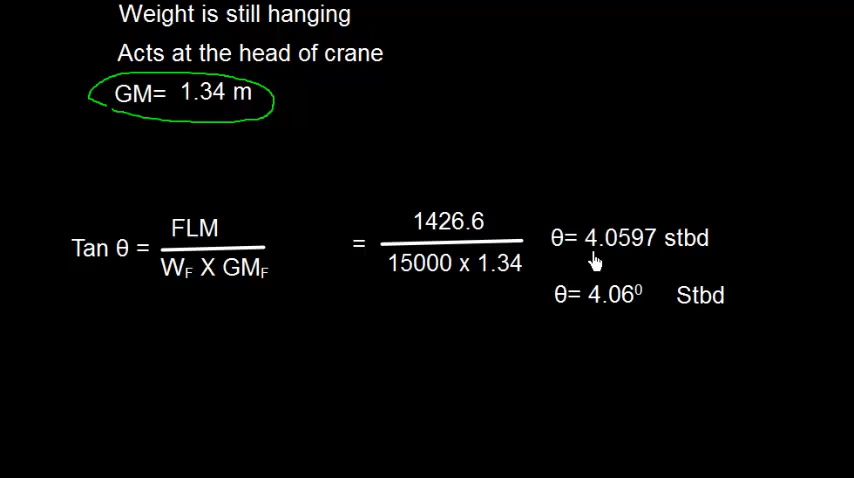 Weight is still hanging
Acts at the head of crane
GM= 1.34 m
Tan θ = FLM / W_F X GM_F = 1426.6 / 15000 x 1.34 θ= 4.0597 stbd
θ= 4.06⁰ Stbd